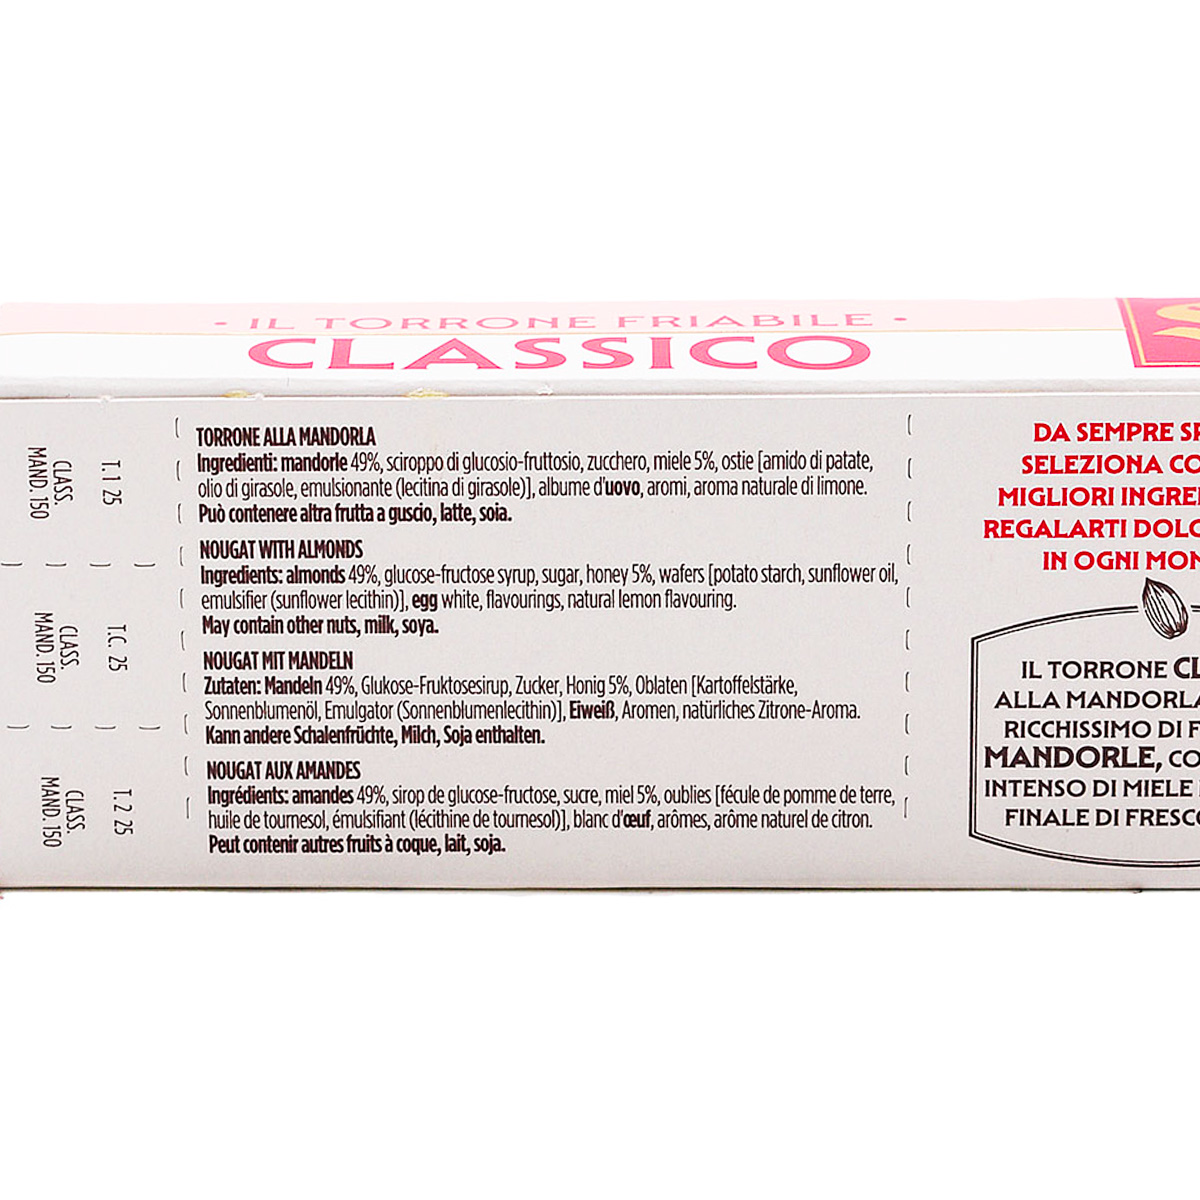 • IL TORRONE FRIABILE •
CLASSICO
TORRONE ALLA MANDORLA
Ingredienti: mandorle 49%, sciroppo di glucosio-fruttosio, zucchero, miele 5%, ostie [amido di patate,
olio di girasole, emulsionante (lecitina di girasole)], albume d'uovo, aromi, aroma naturale di limone.
Può contenere altra frutta a guscio, latte, soia.
NOUGAT WITH ALMONDS
Ingredients: almonds 49%, glucose-fructose syrup, sugar, honey 5%, wafers [potato starch, sunflower oil,
emulsifier (sunflower lecithin)], egg white, flavourings, natural lemon flavouring.
May contain other nuts, milk, soya.
NOUGAT MIT MANDELN
Zutaten: Mandeln 49%, Glukose-Fruktosesirup, Zucker, Honig 5%, Oblaten [Kartoffelstärke,
Sonnenblumenöl, Emulgator (Sonnenblumenlecithin)], Eiweiß, Aromen, natürliches Zitrone-Aroma.
Kann andere Schalenfrüchte, Milch, Soja enthalten.
NOUGAT AUX AMANDES
Ingrédients: amandes 49%, sirop de glucose-fructose, sucre, miel 5%, oublies [fécule de pomme de terre,
huile de tournesol, émulsifiant (lécithine de tournesol)], blanc d'œuf, arômes, arôme naturel de citron.
Peut contenir autres fruits à coque, lait, soja.
T.1 25
CLASS.
MAND. 150
T.C. 25
CLASS.
MAND. 150
T.2 25
CLASS.
MAND. 150
DA SEMPRE SP
SELEZIONA CO
MIGLIORI INGRE
REGALARTI DOLC
IN OGNI MOM
IL TORRONE CL
ALLA MANDORLA
RICCHISSIMO DI F
MANDORLE, CO
INTENSO DI MIELE
FINALE DI FRESCO